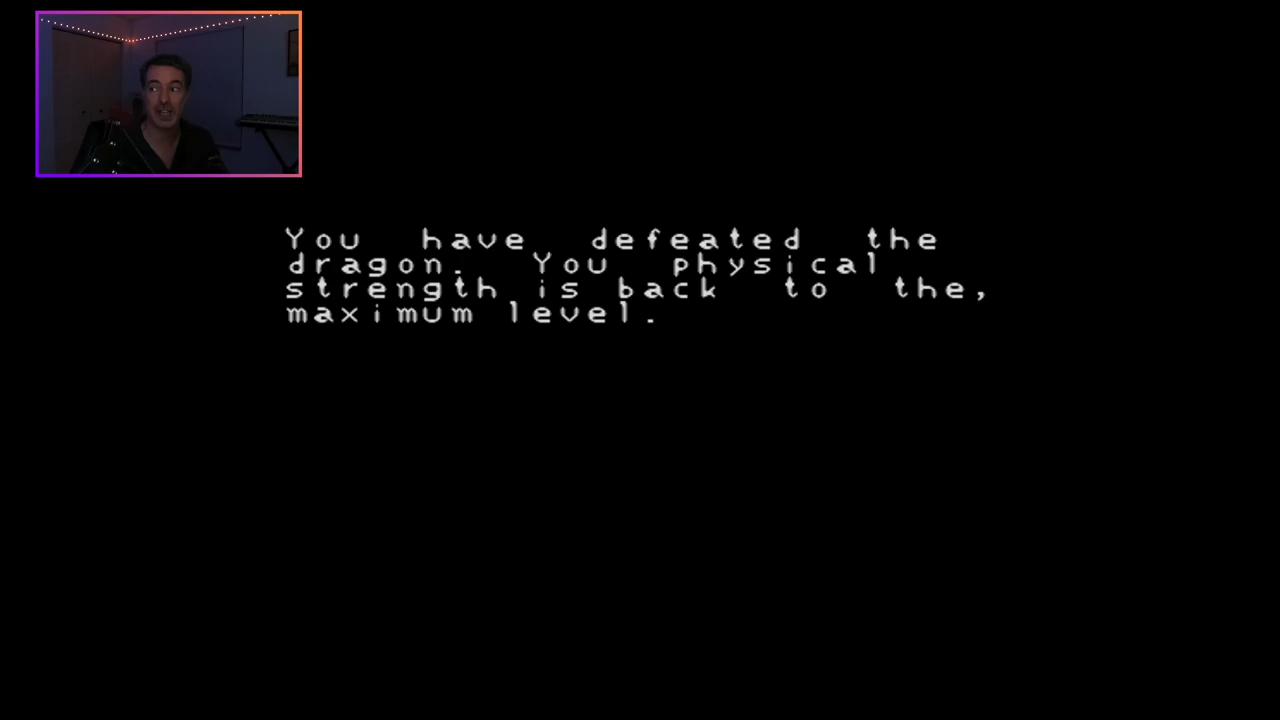 You have defeated the
dragon. You physical
strength is back to the,
maximum level.